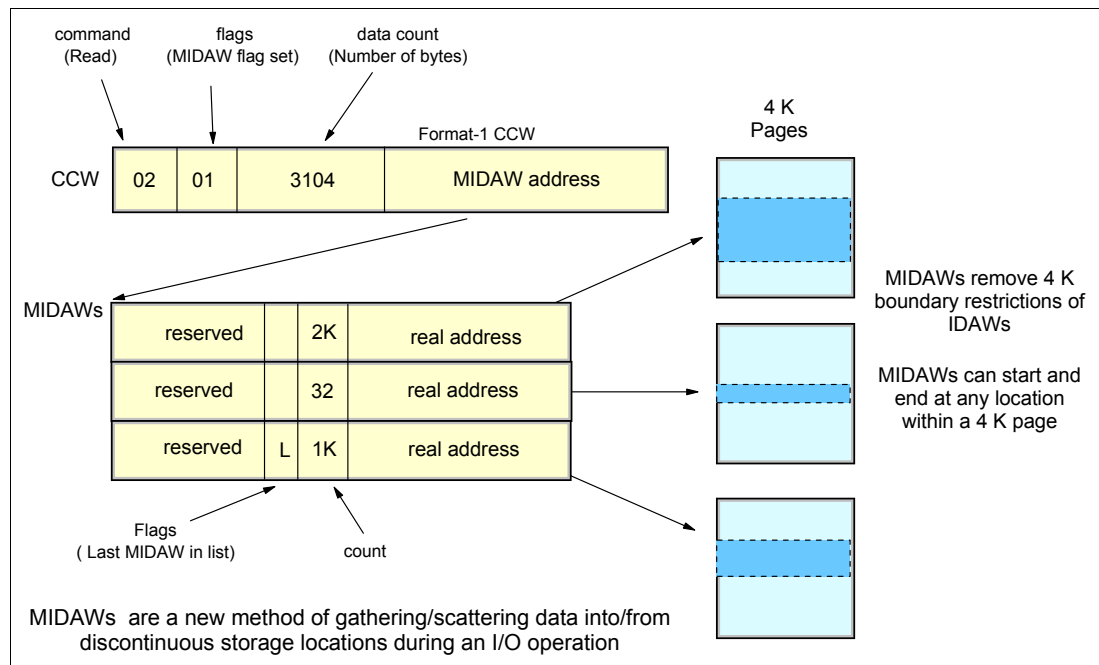 command
(Read)
flags
(MIDAW flag set)
data count
(Number of bytes)
Format-1 CCW
CCW
02
01
3104
MIDAW address
4 K
Pages
MIDAWs
reserved
2K
real address
reserved
32
real address
reserved
L
1K
real address
MIDAWs remove 4 K
boundary restrictions of
IDAWs
MIDAWs can start and
end at any location
within a 4 K page
Flags
( Last MIDAW in list)
count
MIDAWs are a new method of gathering/scattering data into/from
discontinuous storage locations during an I/O operation